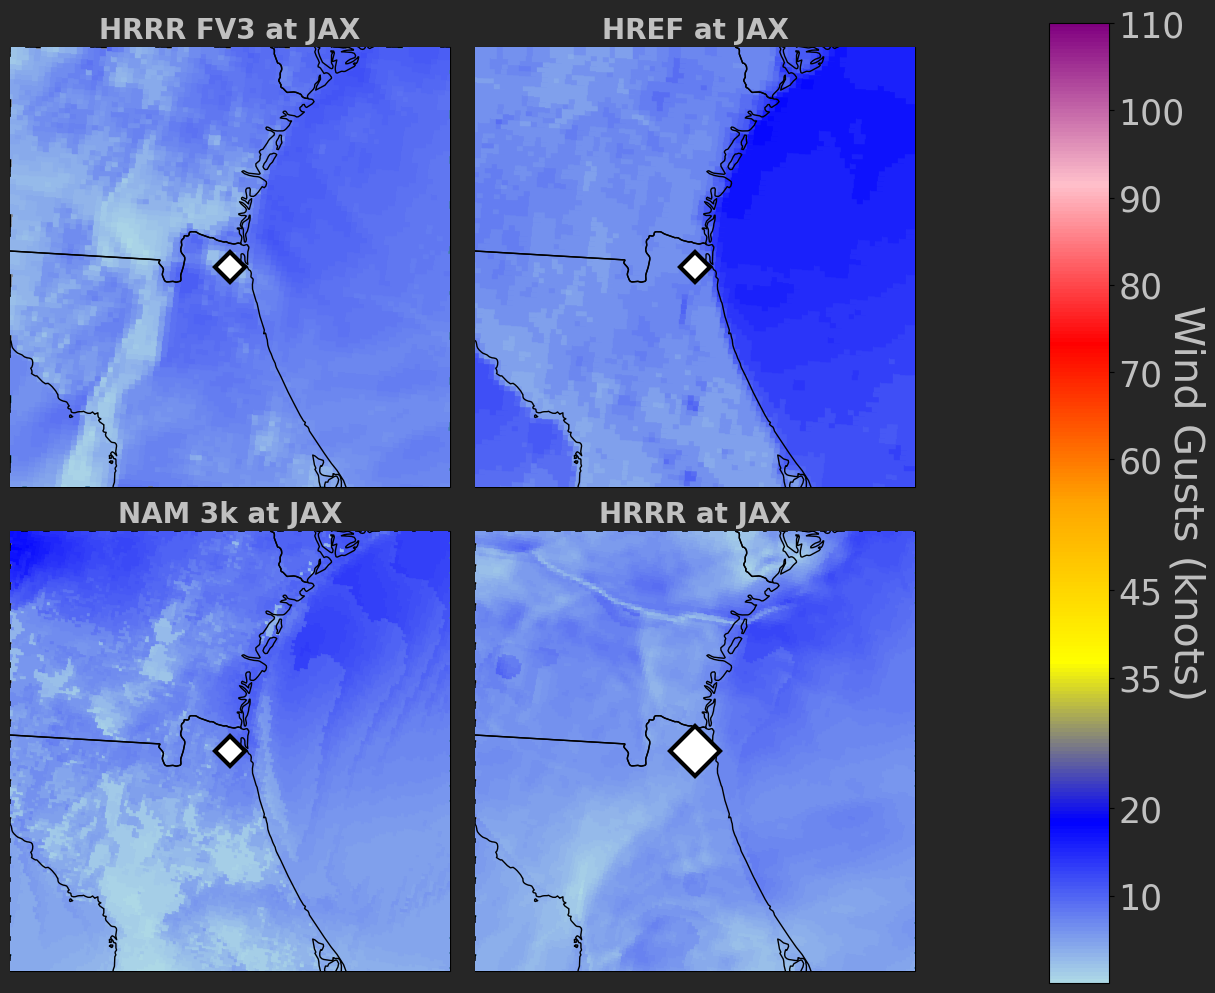 HRRR FV3 at JAX
HREF at JAX
NAM 3k at JAX
HRRR at JAX
110
100
90
80
70
60
45
35
20
10
Wind Gusts (knots)